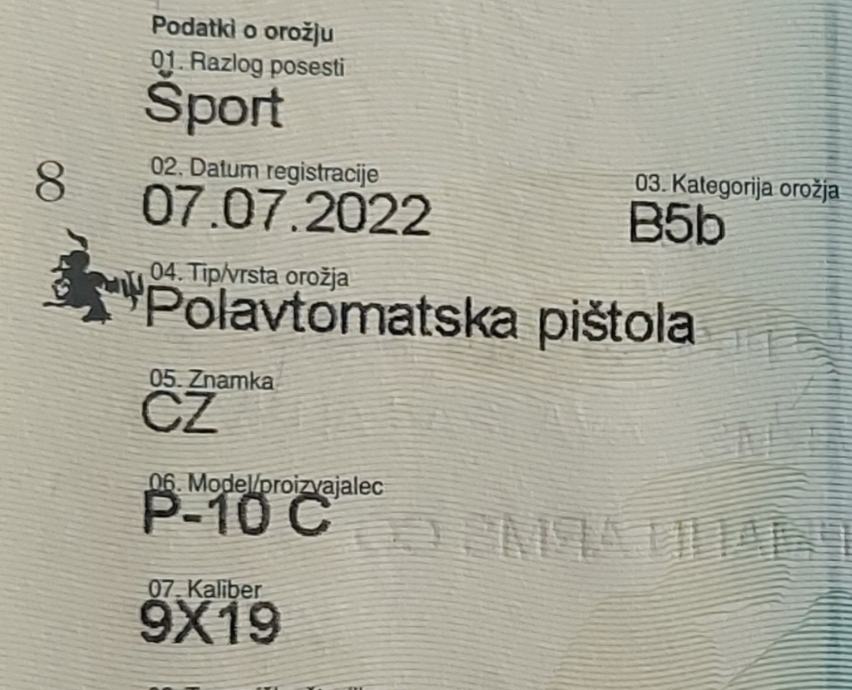 Podatki o orožju
01. Razlog posesti
Šport
8
02. Datum registracije
03. Kategorija orožja
07.07.2022
B5b
04. Tip/vrsta orožja
Polavtomatska pištola
05. Znamka
CZ
06. Model/proizvajalec
P-10 C
07. Kaliber
9X19